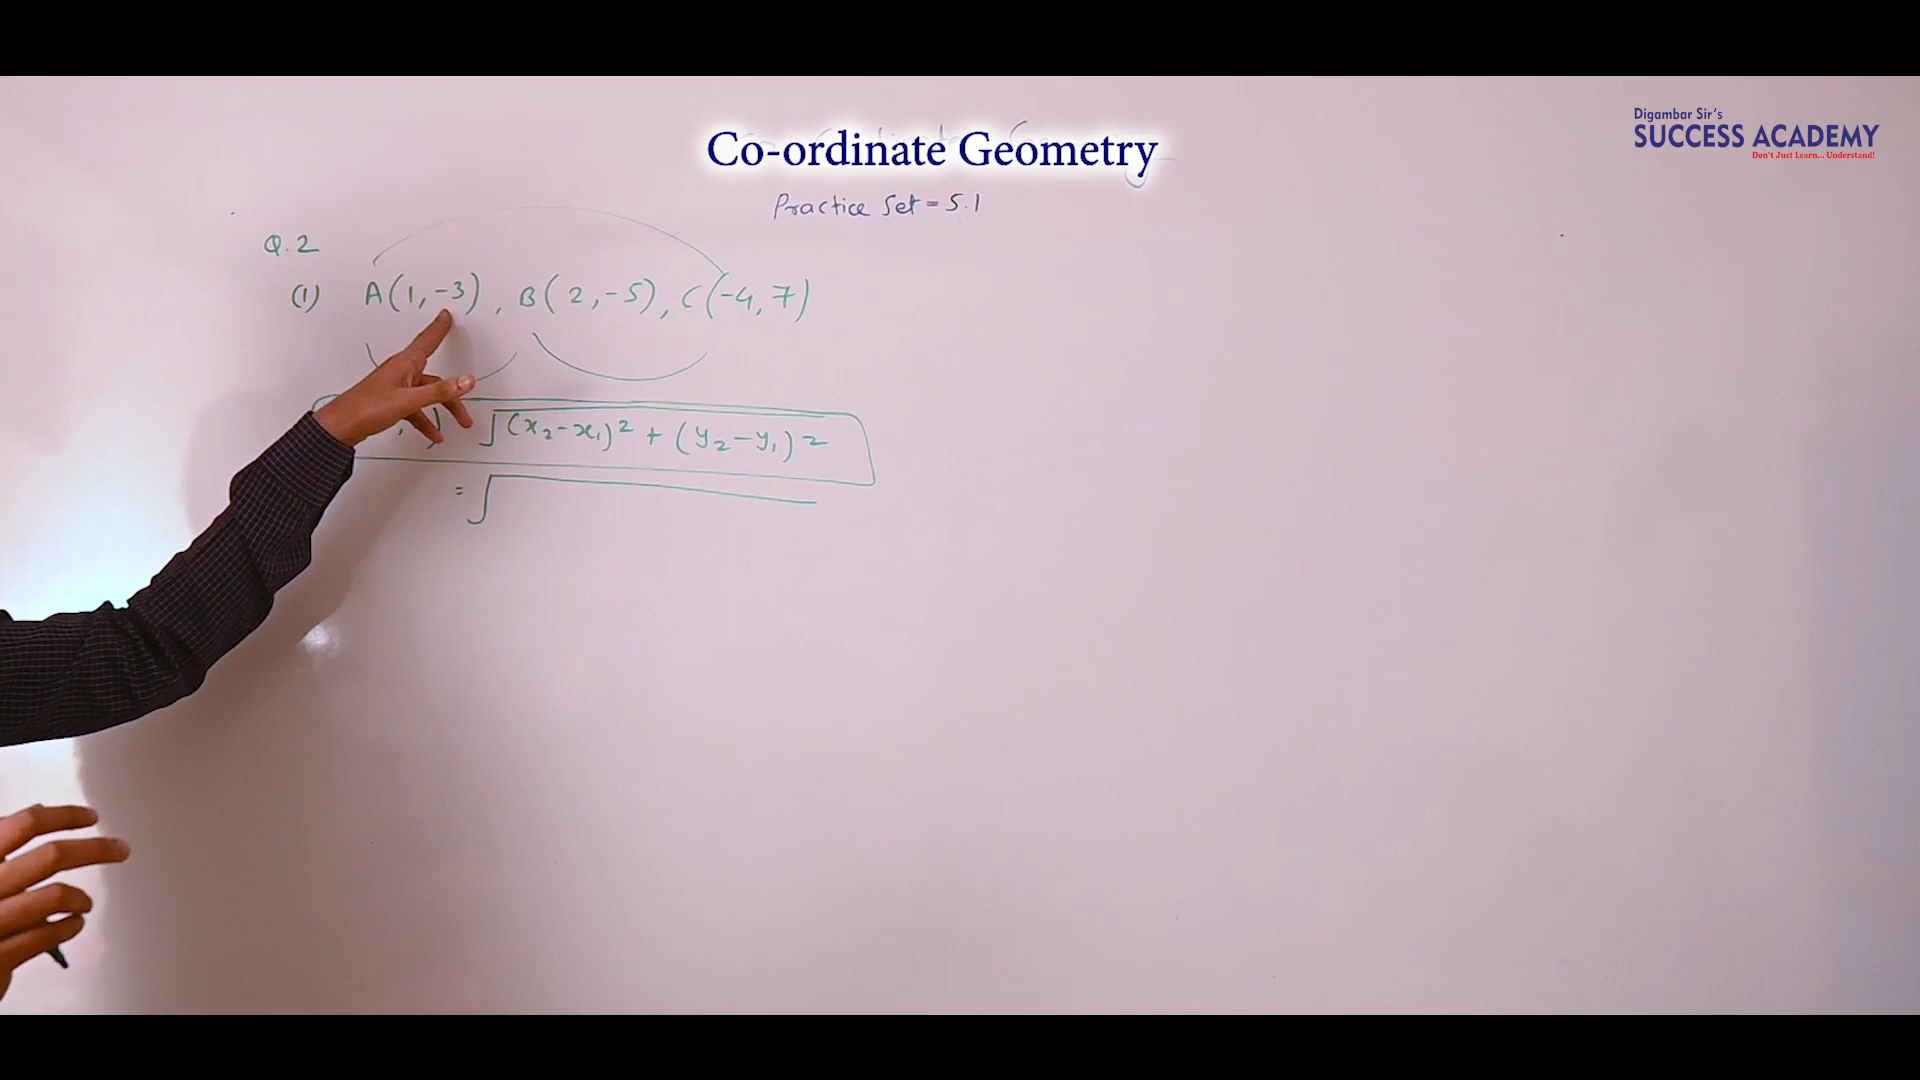 Digambar Sir's
SUCCESS ACADEMY
Don't Just Learn... Understand!
Co-ordinate Geometry
Practice Set = 5.1
Q.2
(1) A(1,-3), B(2,-5), C(-4,7)
, ) √(x₂-x₁)² + (y₂-y₁)²
= √